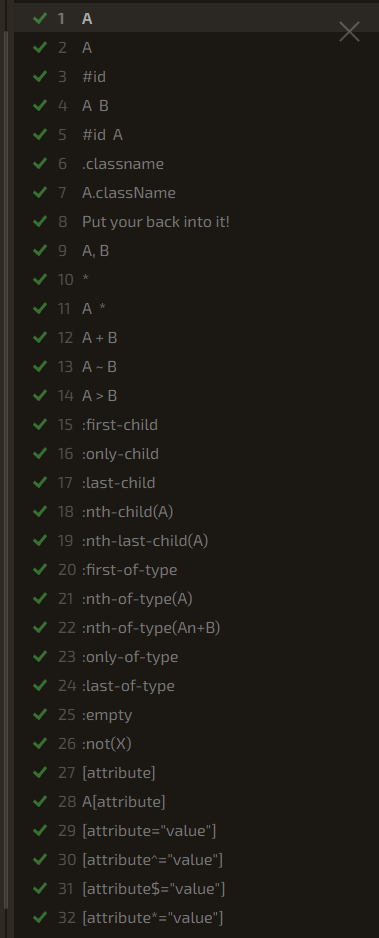 1 A
2 A
3 #id
4 A B
5 #id A
6 .classname
7 A.className
8 Put your back into it!
9 A, B
10 *
11 A *
12 A + B
13 A ~ B
14 A > B
15 :first-child
16 :only-child
17 :last-child
18 :nth-child(A)
19 :nth-last-child(A)
20 :first-of-type
21 :nth-of-type(A)
22 :nth-of-type(An+B)
23 :only-of-type
24 :last-of-type
25 :empty
26 :not(X)
27 [attribute]
28 A[attribute]
29 [attribute="value"]
30 [attribute^="value"]
31 [attribute$="value"]
32 [attribute*="value"]